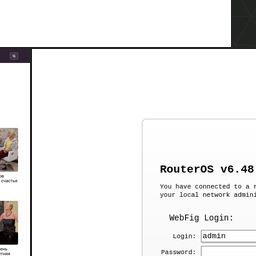 RouterOS v6.48
You have connected to a r
your local network admini
WebFig Login:
Login: admin
Password:
счастья